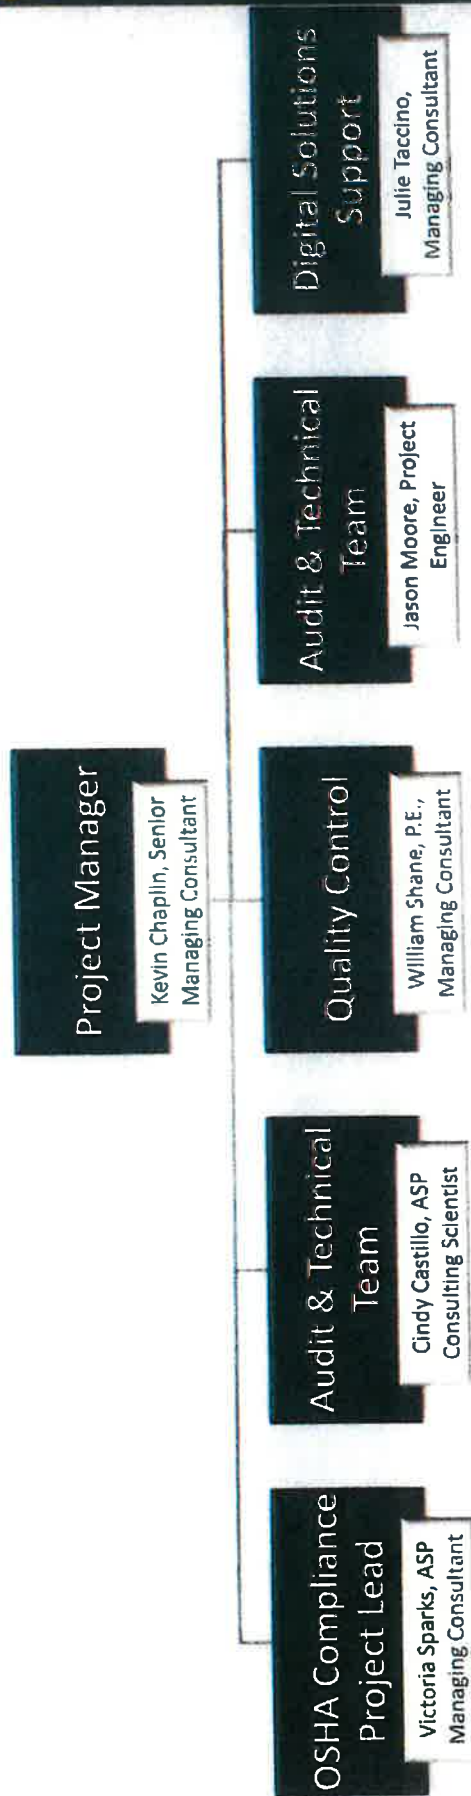 Project Manager
Kevin Chaplin, Senior
Managing Consultant
OSHA Compliance
Project Lead
Victoria Sparks, ASP
Managing Consultant
Audit & Technical
Team
Cindy Castillo, ASP
Consulting Scientist
Quality Control
William Shane, P.E.,
Managing Consultant
Audit & Technical
Team
Jason Moore, Project
Engineer
Digital Solutions
Support
Julie Taccino,
Managing Consultant